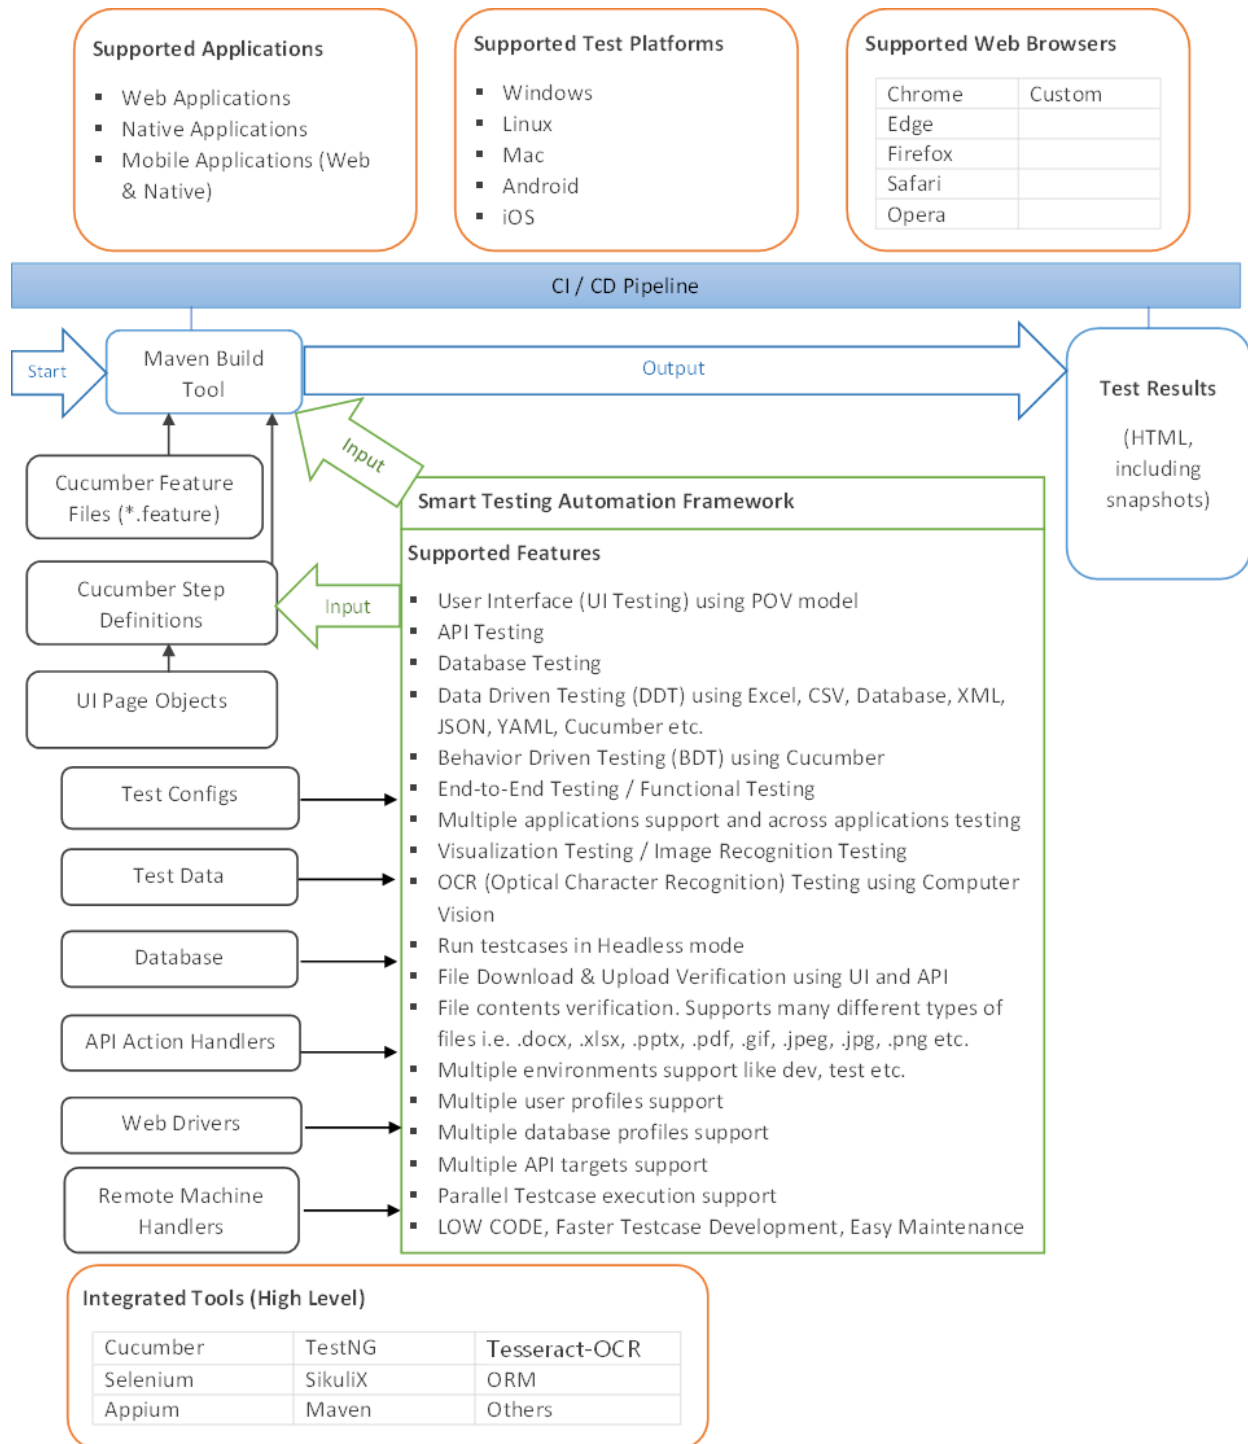 Supported Applications
▪ Web Applications
▪ Native Applications
▪ Mobile Applications (Web
& Native)
Supported Test Platforms
▪ Windows
▪ Linux
▪ Mac
▪ Android
▪ iOS
Supported Web Browsers
Chrome Custom
Edge
Firefox
Safari
Opera
CI / CD Pipeline
Start
Maven Build
Tool
Output
Test Results
(HTML,
including
snapshots)
Input
Cucumber Feature
Files (*.feature)
Cucumber Step
Definitions
Input
UI Page Objects
Test Configs
Test Data
Database
API Action Handlers
Web Drivers
Remote Machine
Handlers
Smart Testing Automation Framework
Supported Features
▪ User Interface (UI Testing) using POV model
▪ API Testing
▪ Database Testing
▪ Data Driven Testing (DDT) using Excel, CSV, Database, XML,
JSON, YAML, Cucumber etc.
▪ Behavior Driven Testing (BDT) using Cucumber
▪ End-to-End Testing / Functional Testing
▪ Multiple applications support and across applications testing
▪ Visualization Testing / Image Recognition Testing
▪ OCR (Optical Character Recognition) Testing using Computer
Vision
▪ Run testcases in Headless mode
▪ File Download & Upload Verification using UI and API
▪ File contents verification. Supports many different types of
files i.e. .docx, .xlsx, .pptx, .pdf, .gif, .jpeg, .jpg, .png etc.
▪ Multiple environments support like dev, test etc.
▪ Multiple user profiles support
▪ Multiple database profiles support
▪ Multiple API targets support
▪ Parallel Testcase execution support
▪ LOW CODE, Faster Testcase Development, Easy Maintenance
Integrated Tools (High Level)
Cucumber TestNG Tesseract-OCR
Selenium SikuliX ORM
Appium Maven Others